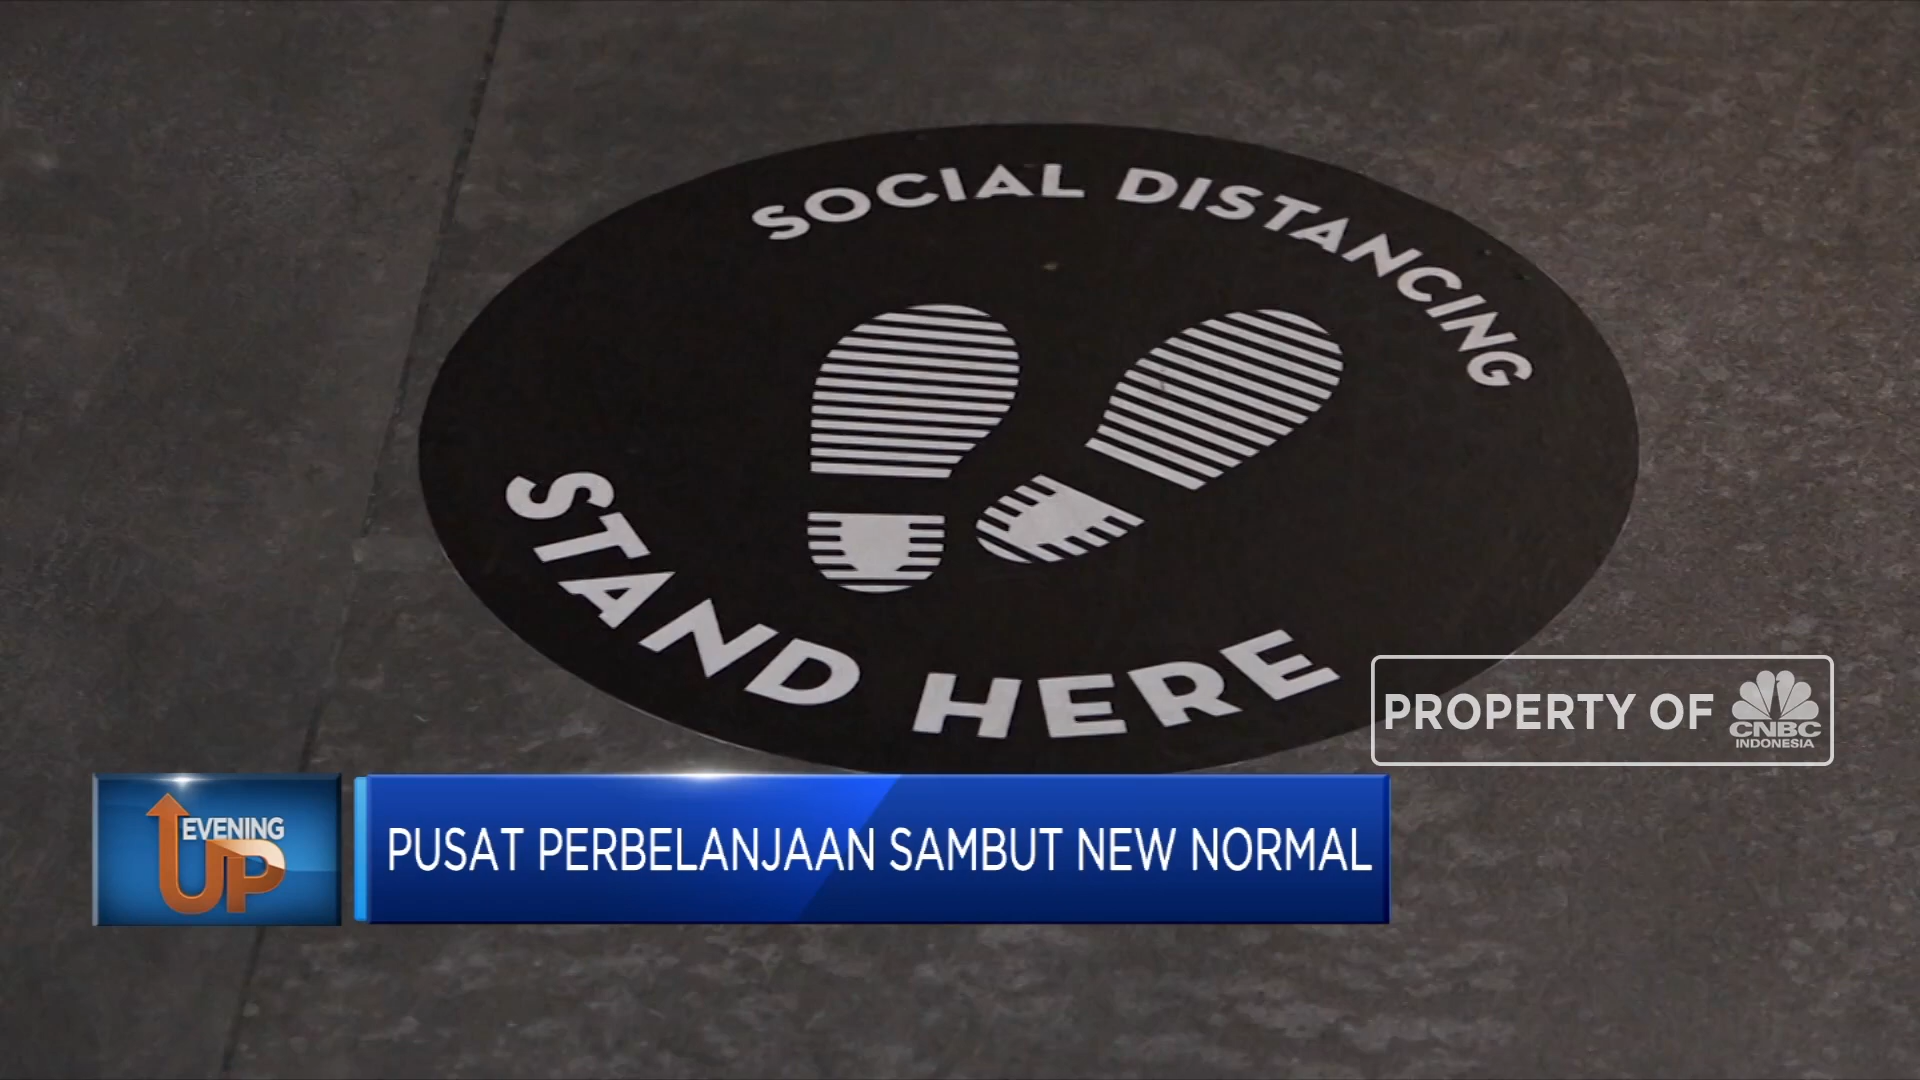 SOCIAL DISTANCING
STAND HERE
PROPERTY OF CNBC
INDONESIA
EVENING
UP
PUSAT PERBELANJAAN SAMBUT NEW NORMAL